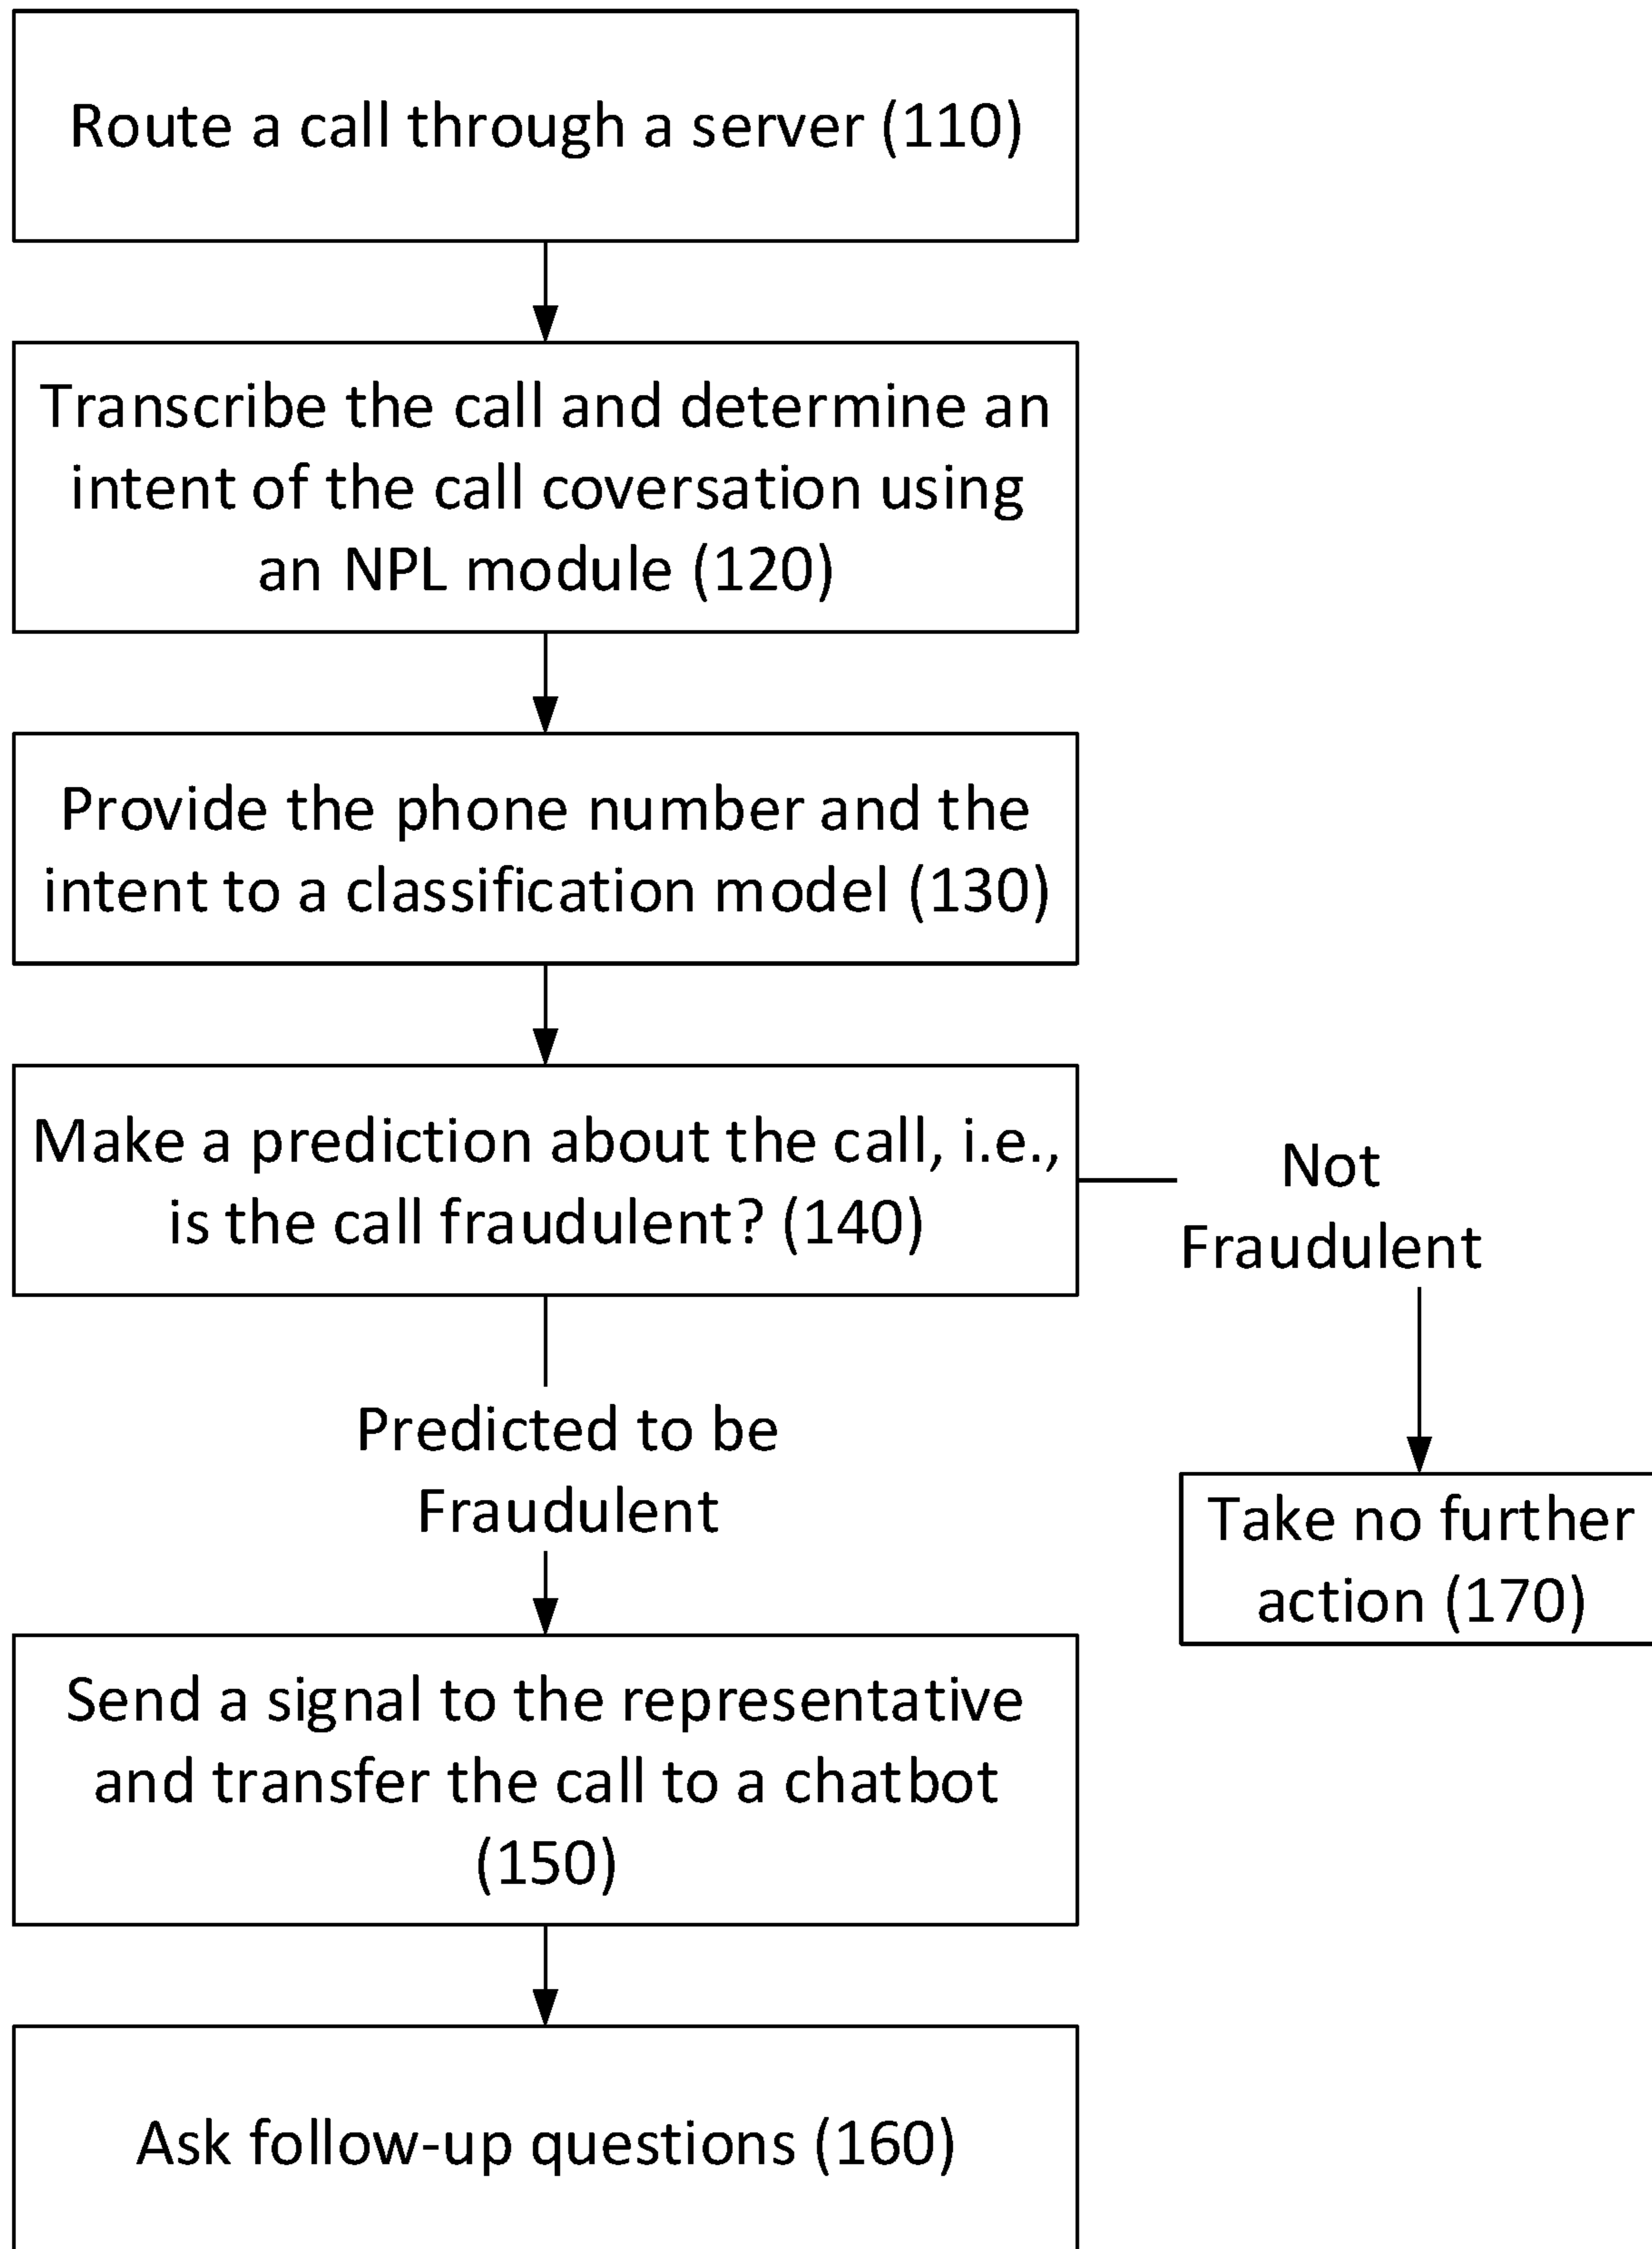 Route a call through a server (110)
Transcribe the call and determine an
intent of the call coversation using
an NPL module (120)
Provide the phone number and the
intent to a classification model (130)
Make a prediction about the call, i.e.,
is the call fraudulent? (140)
Not
Fraudulent
Predicted to be
Fraudulent
Take no further
action (170)
Send a signal to the representative
and transfer the call to a chatbot
(150)
Ask follow-up questions (160)